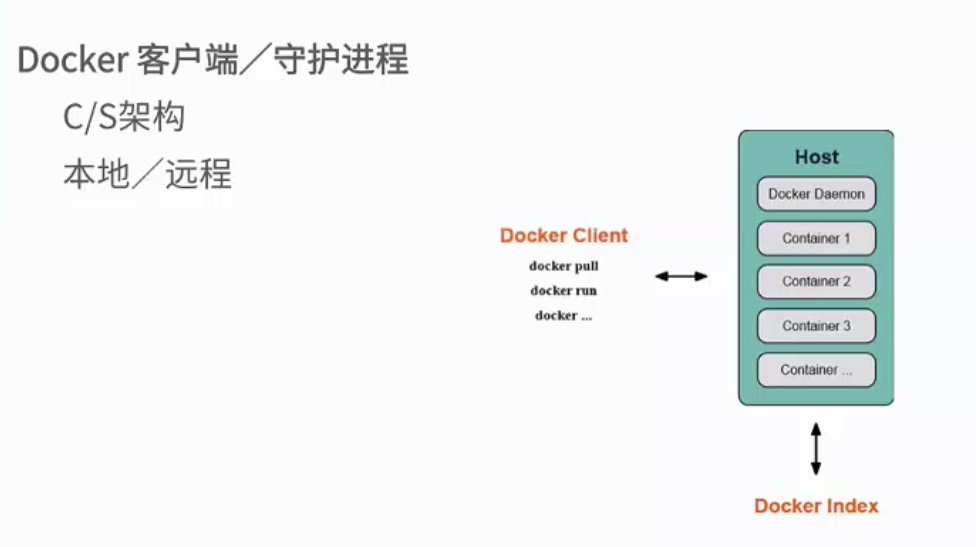 Docker 客户端／守护进程
C/S架构
本地／远程
Docker Client
docker pull
docker run
docker ...
Host
Docker Daemon
Container 1
Container 2
Container 3
Container ...
Docker Index